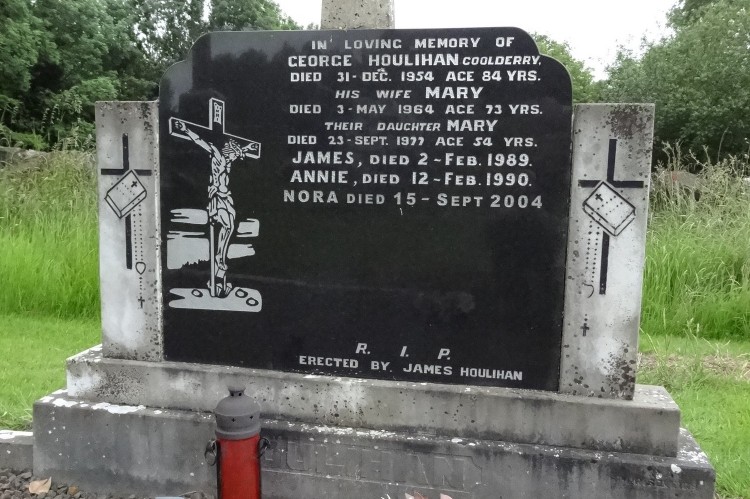 IN LOVING MEMORY OF
GEORGE HOULIHAN COOLDERRY,
DIED 31-DEC. 1954 AGE 84 YRS.
HIS WIFE MARY
DIED 3-MAY 1964 AGE 73 YRS.
THEIR DAUGHTER MARY
DIED 23-SEPT. 1977 AGE 54 YRS.
JAMES, DIED 2-FEB. 1989.
ANNIE, DIED 12-FEB. 1990.
NORA DIED 15-SEPT 2004
R. I. P.
ERECTED BY JAMES HOULIHAN